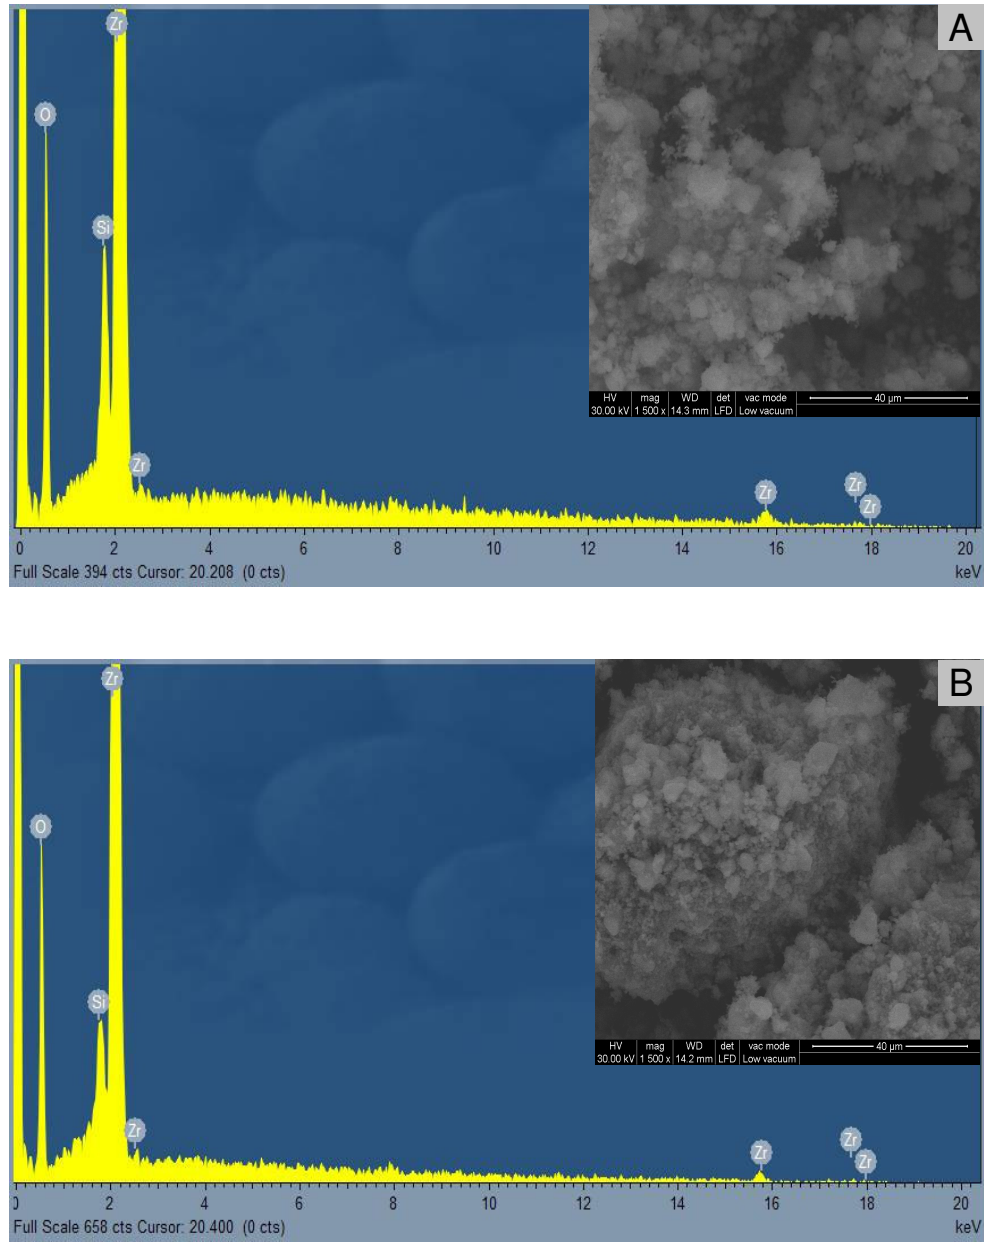 A
Zr
O
Si
Zr
Zr
Zr
Zr
HV mag WD det vac mode 40 µm
30.00 kV 1 500 x 14.3 mm LFD Low vacuum
0 2 4 6 8 10 12 14 16 18 20
Full Scale 394 cts Cursor: 20.208 (0 cts) keV
B
Zr
O
Si
Zr
Zr
Zr
Zr
HV mag WD det vac mode 40 µm
30.00 kV 1 500 x 14.2 mm LFD Low vacuum
0 2 4 6 8 10 12 14 16 18 20
Full Scale 658 cts Cursor: 20.400 (0 cts) keV